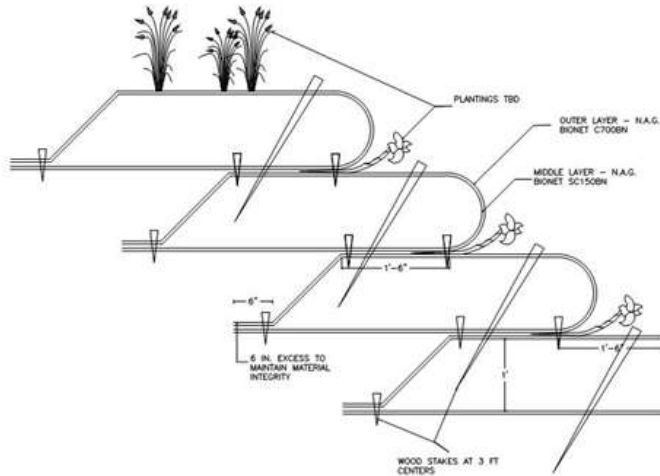 PLANTINGS TBD
OUTER LAYER – N.A.G.
BIONET C700BN
MIDDLE LAYER – N.A.G.
BIONET SC150BN
1'-6"
6"
1'-6"
6 IN. EXCESS TO
MAINTAIN MATERIAL
INTEGRITY
1'
WOOD STAKES AT 3 FT
CENTERS